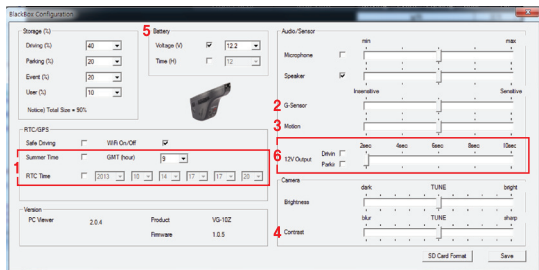 BlackBox Configuration
Storage (%)
Driving (%) 40
Parking (%) 20
Event (%) 20
User (%) 10
Notice) Total Size = 90%
5 Battery
Voltage (V) 12.2
Time (H) 12
RTC/GPS
Safe Driving WiFi On/Off
1
Summer Time GMT (hour) 9
RTC Time 2013 - 10 - 14 - 17 - 17 - 20
Version
PC Viewer 2.0.4 Product VG-10Z
Firmware 1.0.5
Audio/Sensor
min max
Microphone
Speaker
Insensitive Sensitive
2 G-Sensor
3 Motion
2sec 4sec 6sec 8sec 10sec
6 12V Output Drivin
Parkir
Camera
dark TUNE bright
Brightness
blur TUNE sharp
4 Contrast
SD Card Format Save